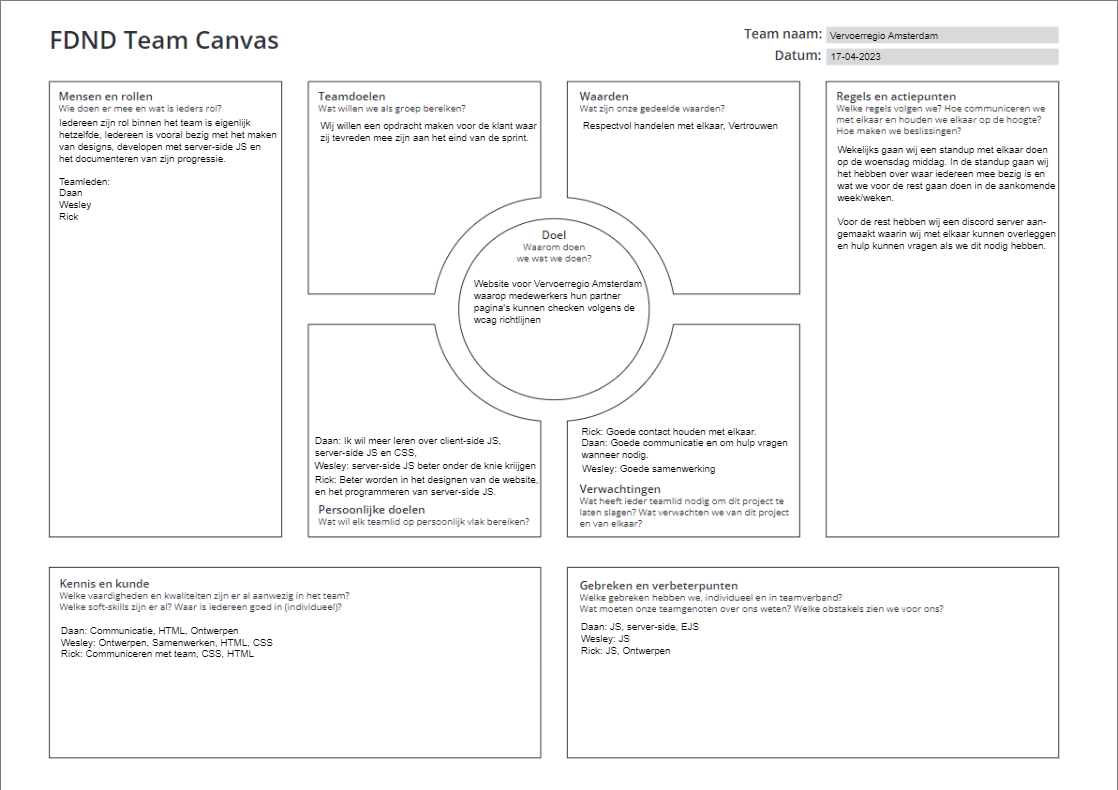 FDND Team Canvas
Team naam: Vervoerregio Amsterdam
Datum: 17-04-2023
Mensen en rollen
Wie doen er mee en wat is ieders rol?
Iedereen zijn rol binnen het team is eigenlijk
hetzelfde, Iedereen is vooral bezig met het maken
van designs, developen met server-side JS en
het documenteren van zijn progressie.
Teamleden:
Daan
Wesley
Rick
Teamdoelen
Wat willen we als groep bereiken?
Wij willen een opdracht maken voor de klant waar
zij tevreden mee zijn aan het eind van de sprint.
Waarden
Wat zijn onze gedeelde waarden?
Respectvol handelen met elkaar, Vertrouwen
Regels en actiepunten
Welke regels volgen we? Hoe communiceren we
met elkaar en houden we elkaar op de hoogte?
Hoe maken we beslissingen?
Wekelijks gaan wij een standup met elkaar doen
op de woensdag middag. In de standup gaan wij
het hebben over waar iedereen mee bezig is en
wat we voor de rest gaan doen in de aankomende
week/weken.
Voor de rest hebben wij een discord server aan-
gemaakt waarin wij met elkaar kunnen overleggen
en hulp kunnen vragen als we dit nodig hebben.
Doel
Waarom doen
we wat we doen?
Website voor Vervoerregio Amsterdam
waarop medewerkers hun partner
pagina's kunnen checken volgens de
wcag richtlijnen
Daan: Ik wil meer leren over client-side JS,
server-side JS en CSS,
Wesley: server-side JS beter onder de knie krijgen
Rick: Beter worden in het designen van de website,
en het programmeren van server-side JS.
Persoonlijke doelen
Wat wil elk teamlid op persoonlijk vlak bereiken?
Rick: Goede contact houden met elkaar.
Daan: Goede communicatie en om hulp vragen
wanneer nodig.
Wesley: Goede samenwerking
Verwachtingen
Wat heeft ieder teamlid nodig om dit project te
laten slagen? Wat verwachten we van dit project
en van elkaar?
Kennis en kunde
Welke vaardigheden en kwaliteiten zijn er al aanwezig in het team?
Welke soft-skills zijn er al? Waar is iedereen goed in (individueel)?
Daan: Communicatie, HTML, Ontwerpen
Wesley: Ontwerpen, Samenwerken, HTML, CSS
Rick: Communiceren met team, CSS, HTML
Gebreken en verbeterpunten
Welke gebreken hebben we, individueel en in teamverband?
Wat moeten onze teamgenoten over ons weten? Welke obstakels zien we voor ons?
Daan: JS, server-side, EJS
Wesley: JS
Rick: JS, Ontwerpen